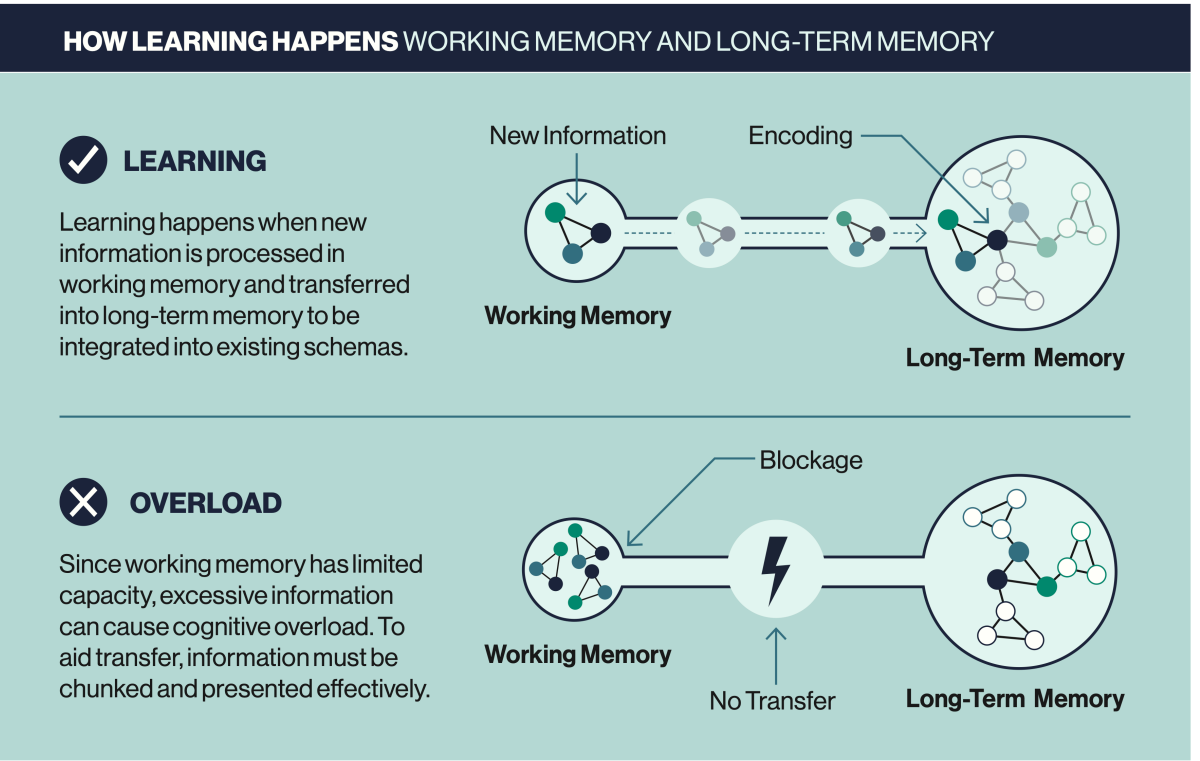 HOW LEARNING HAPPENS WORKING MEMORY AND LONG-TERM MEMORY
LEARNING
Learning happens when new
information is processed in
working memory and transferred
into long-term memory to be
integrated into existing schemas.
New Information
Encoding
Working Memory
Long-Term Memory
OVERLOAD
Since working memory has limited
capacity, excessive information
can cause cognitive overload. To
aid transfer, information must be
chunked and presented effectively.
Blockage
Working Memory
No Transfer
Long-Term Memory